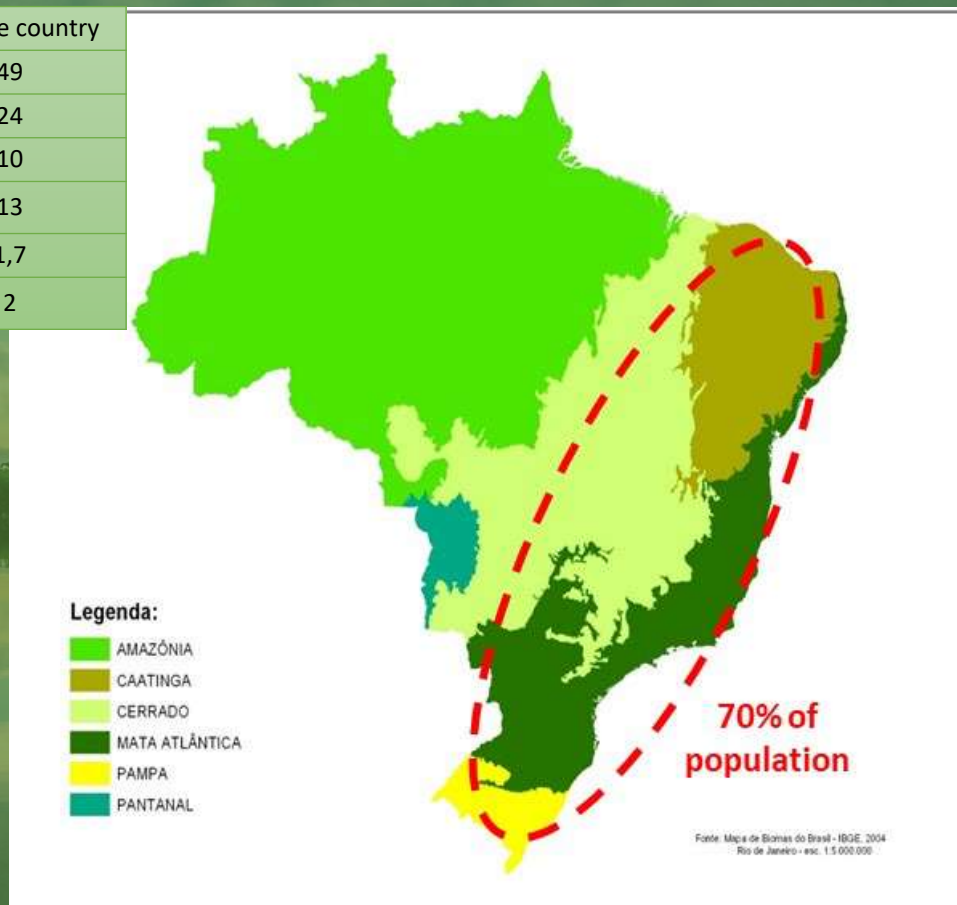 e country
49
24
10
13
1,7
2
Legenda:
AMAZÔNIA
CAATINGA
CERRADO
MATA ATLÂNTICA
PAMPA
PANTANAL
70% of
population
Fonte: Mapa de Biomas do Brasil - IBGE, 2004
Rio de Janeiro - esc. 1:5.000.000